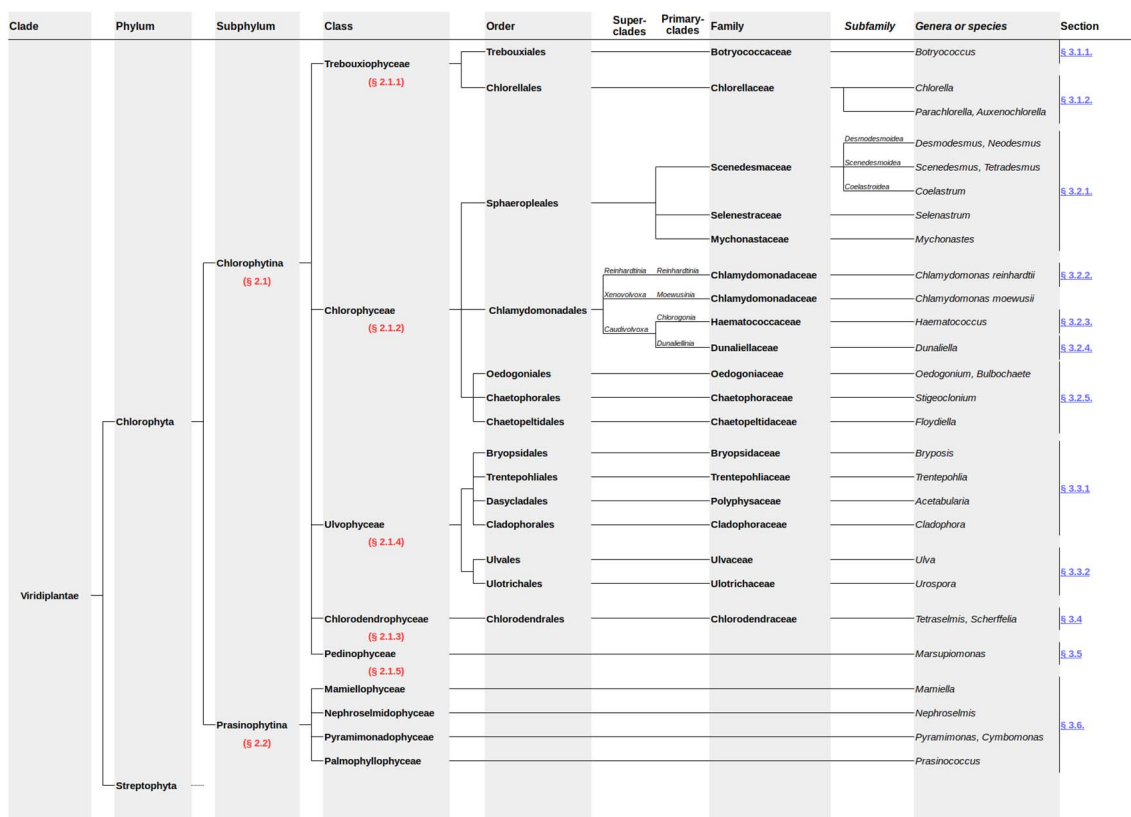 Clade Phylum Subphylum Class Order Super-clades Primary-clades Family Subfamily Genera or species Section
Trebouxiales Botryococcaceae Botryococcus § 3.1.1.
Trebouxiophyceae
(§ 2.1.1)
Chlorellales Chlorellaceae Chlorella
§ 3.1.2.
Parachlorella, Auxenochlorella
Desmodesmoidea Desmodesmus, Neodesmus
Scenedesmaceae Scenedesmoidea Scenedesmus, Tetradesmus
Coelastroidea Coelastrum § 3.2.1.
Sphaeropleales
Selenestraceae Selenastrum
Mychonastaceae Mychonastes
Chlorophytina
(§ 2.1)
Reinhardtinia Reinhardtinia Chlamydomonadaceae Chlamydomonas reinhardtii § 3.2.2.
Xenovolvoxa Moewusinia Chlamydomonadaceae Chlamydomonas moewusii
Chlorophyceae Chlamydomonadales
(§ 2.1.2)
Chlorogonia Haematococcaceae Haematococcus § 3.2.3.
Caudivolvoxa
Dunaliellinia Dunaliellaceae Dunaliella § 3.2.4.
Oedogoniales Oedogoniaceae Oedogonium, Bulbochaete
Chaetophorales Chaetophoraceae Stigeoclonium § 3.2.5.
Chlorophyta Chaetopeltidales Chaetopeltidaceae Floydiella
Bryopsidales Bryopsidaceae Bryposis
Trentepohliales Trentepohliaceae Trentepohlia
§ 3.3.1
Dasycladales Polyphysaceae Acetabularia
Ulvophyceae Cladophorales Cladophoraceae Cladophora
(§ 2.1.4)
Ulvales Ulvaceae Ulva
§ 3.3.2
Ulotrichales Ulotrichaceae Urospora
Viridiplantae
Chlorodendrophyceae Chlorodendrales Chlorodendraceae Tetraselmis, Scherffelia § 3.4
(§ 2.1.3)
Pedinophyceae Marsupiomonas § 3.5
(§ 2.1.5)
Mamiellophyceae Mamiella
Nephroselmidophyceae Nephroselmis
Prasinophytina § 3.6.
(§ 2.2)
Pyramimonadophyceae Pyramimonas, Cymbomonas
Palmophyllophyceae Prasinococcus
Streptophyta